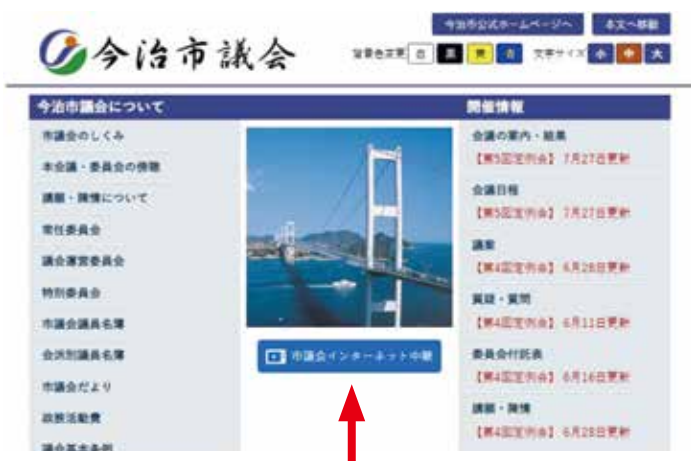 今治市公式ホームページへ
本文へ移動
今治市議会
背景色変更 白 黒 黄 青 文字サイズ 小 中 大
今治市議会について
市議会のしくみ
本会議・委員会の傍聴
請願・陳情について
常任委員会
議会運営委員会
特別委員会
市議会議員名簿
会派別議員名簿
市議会だより
政務活動費
議会基本条例
市議会インターネット中継
開催情報
会議の案内・結果
【第5回定例会】 7月27日更新
会議日程
【第5回定例会】 7月27日更新
議案
【第4回定例会】 6月28日更新
質疑・質問
【第4回定例会】 6月11日更新
委員会付託表
【第4回定例会】 6月16日更新
請願・陳情
【第4回定例会】 6月28日更新